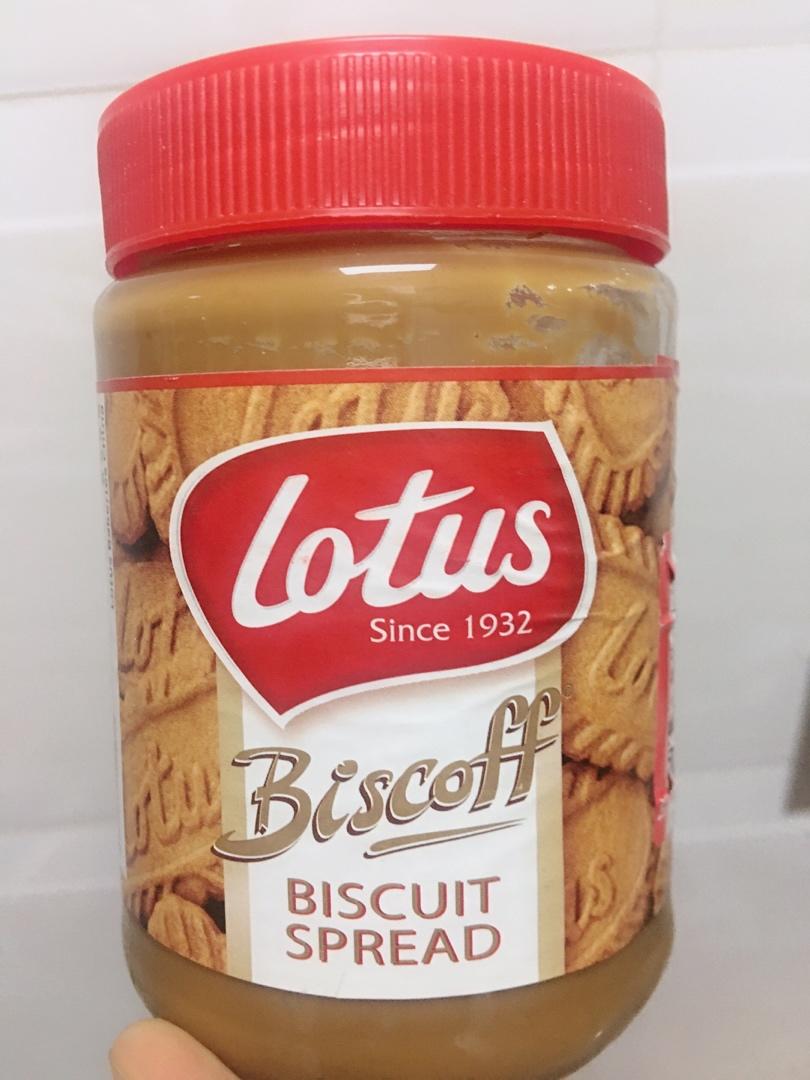 Lotus
Since 1932
Biscoff
BISCUIT
SPREAD